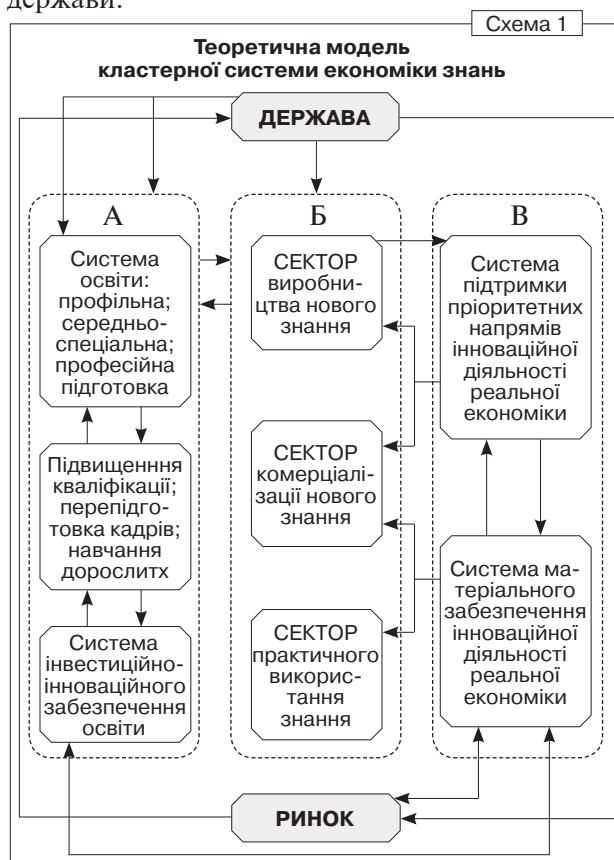 держави.
Схема 1
Теоретична модель
кластерної системи економіки знань
ДЕРЖАВА
А
Система
освіти:
профільна;
середньо-
спеціальна;
професійна
підготовка
Підвищенння
кваліфікації;
перепідго-
товка кадрів;
навчання
дорослитх
Система
інвестиційно-
інноваційного
забезпечення
освіти
Б
СЕКТОР
виробни-
цтва нового
знання
СЕКТОР
комерціалі-
зації нового
знання
СЕКТОР
практичного
викорис-
тання
знання
В
Система
підтримки
пріоритетних
напрямів
інноваційної
діяльності
реальної
економіки
Система ма-
теріального
забезпечення
інноваційної
діяльності
реальної
економіки
РИНОК